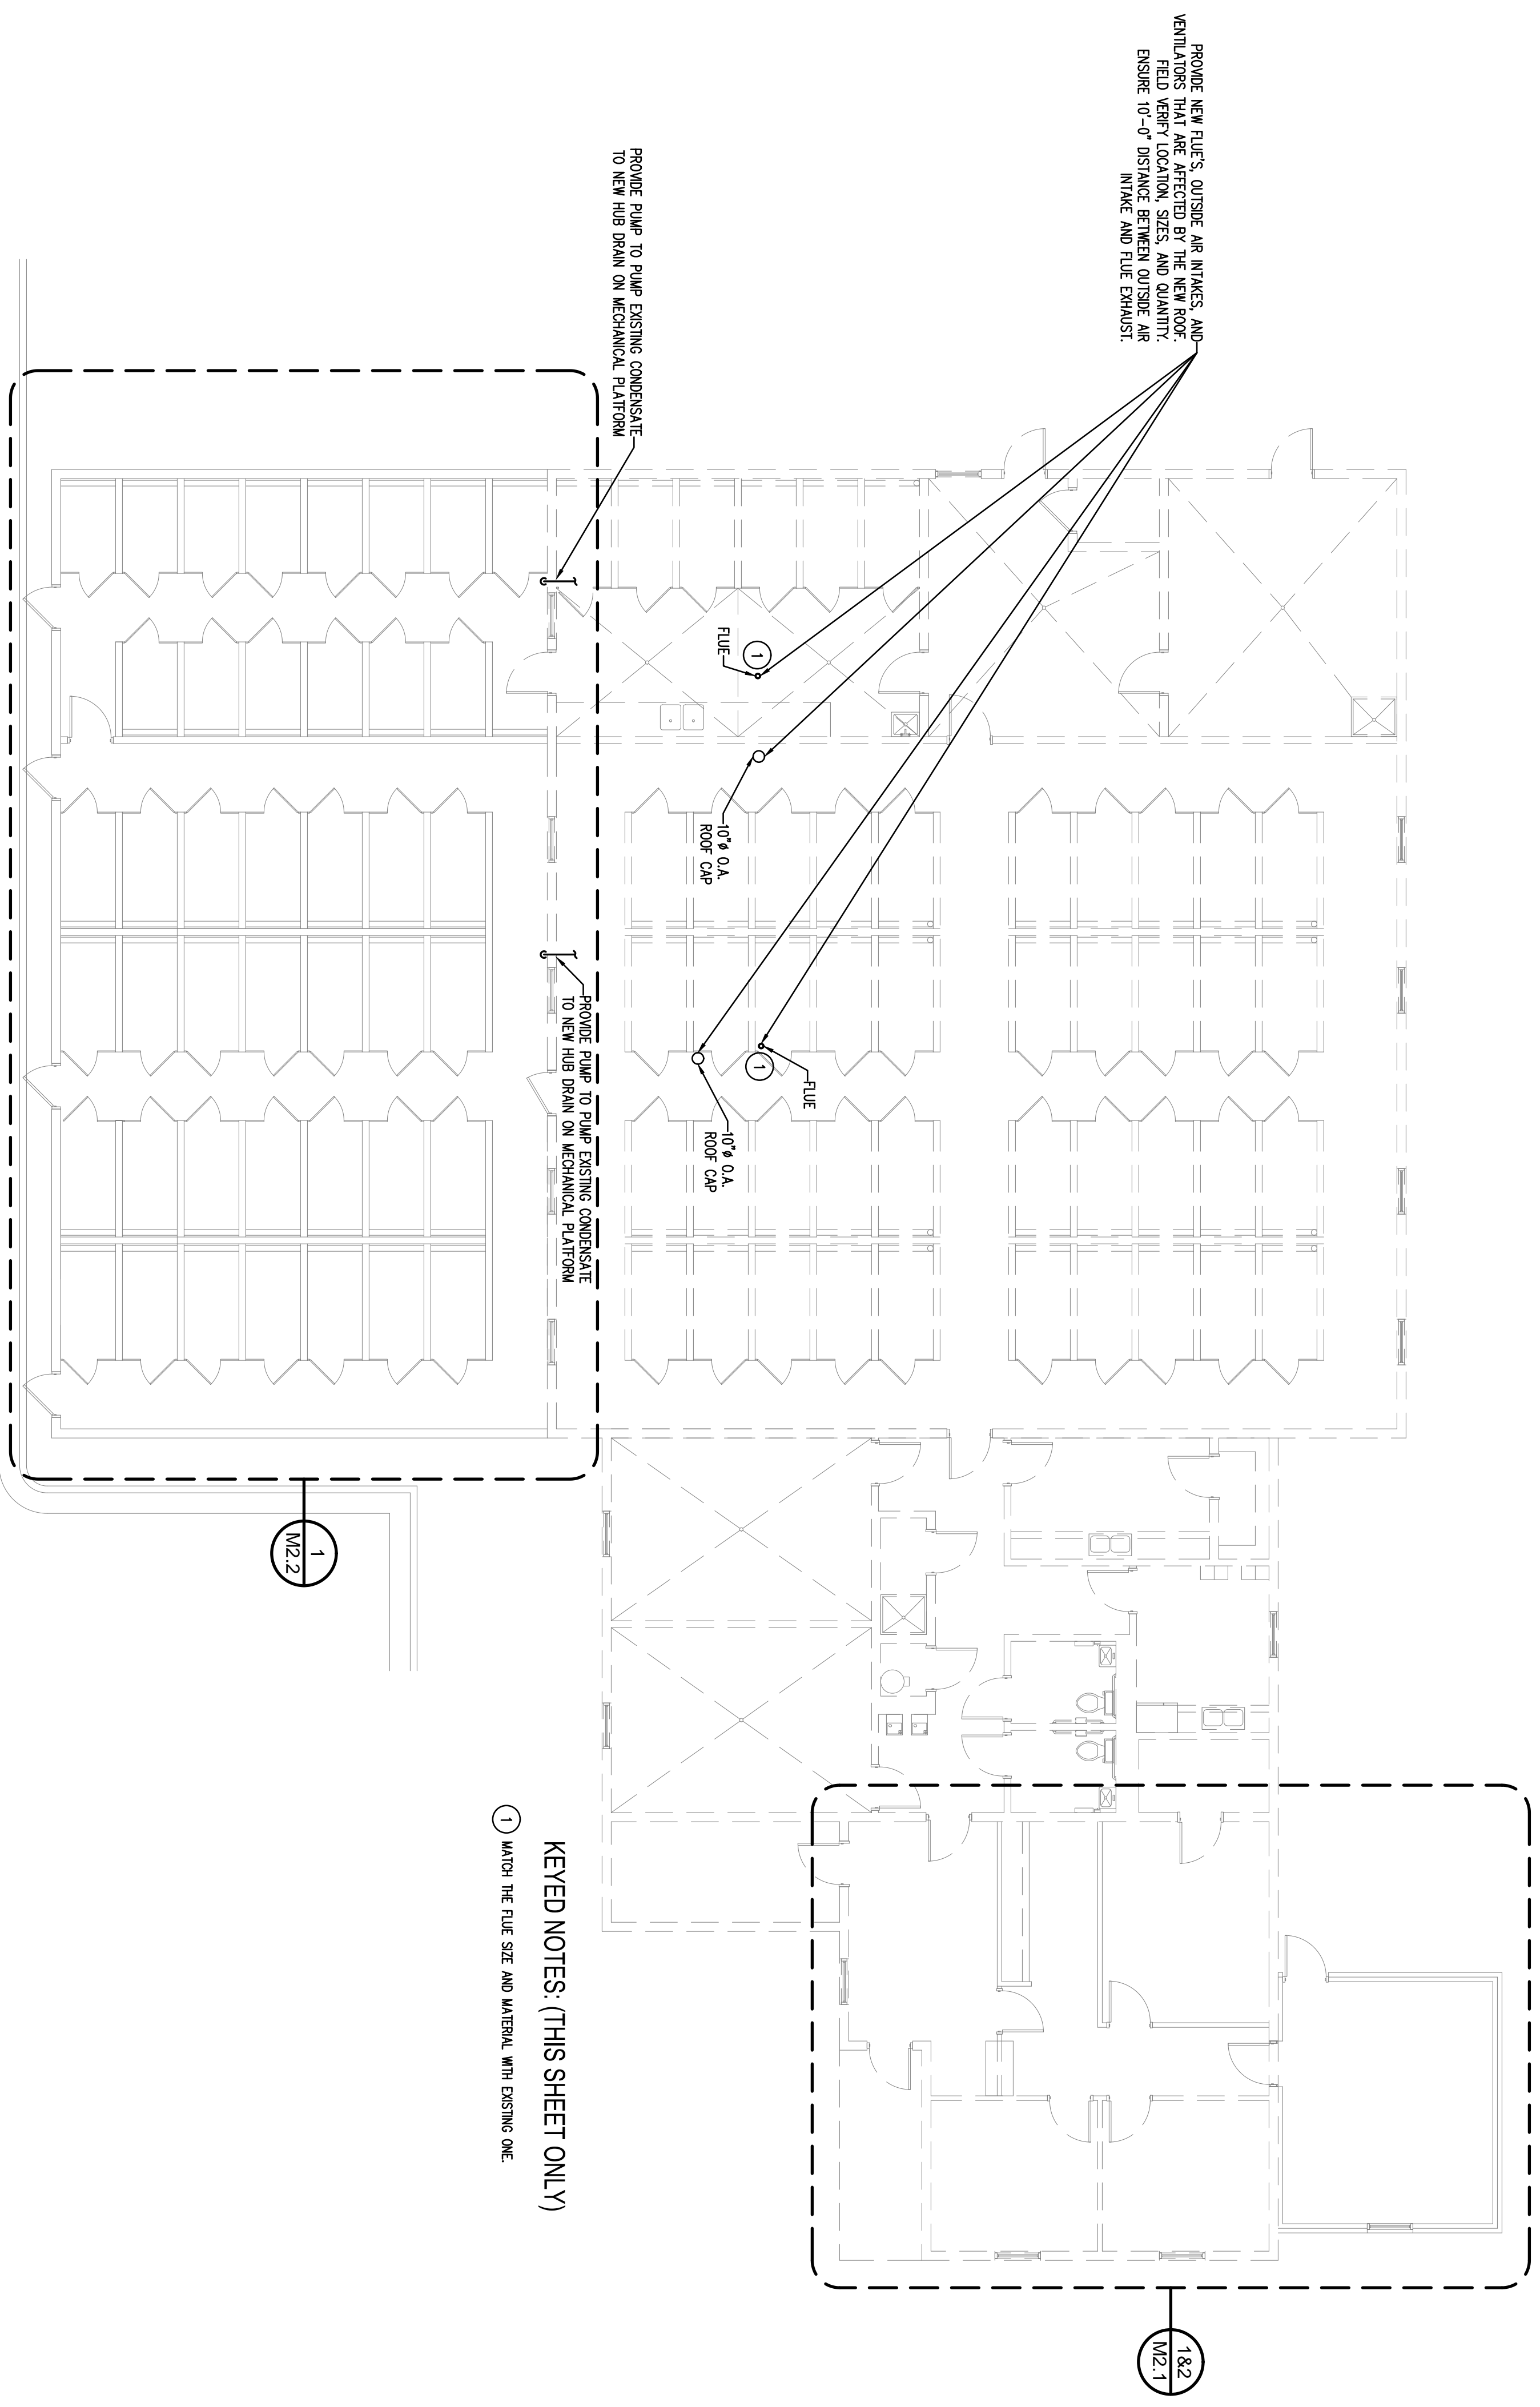 PROVIDE NEW FLUE'S, OUTSIDE AIR INTAKES, AND
VENTILATORS THAT ARE AFFECTED BY THE NEW ROOF.
FIELD VERIFY LOCATION, SIZES, AND QUANTITY.
ENSURE 10'-0" DISTANCE BETWEEN OUTSIDE AIR
INTAKE AND FLUE EXHAUST.
PROVIDE PUMP TO PUMP EXISTING CONDENSATE
TO NEW HUB DRAIN ON MECHANICAL PLATFORM
1
FLUE
10"ø O.A.
ROOF CAP
FLUE
1
10"ø O.A.
ROOF CAP
PROVIDE PUMP TO PUMP EXISTING CONDENSATE
TO NEW HUB DRAIN ON MECHANICAL PLATFORM
1
M2.2
KEYED NOTES: (THIS SHEET ONLY)
1 MATCH THE FLUE SIZE AND MATERIAL WITH EXISTING ONE.
1&2
M2.1